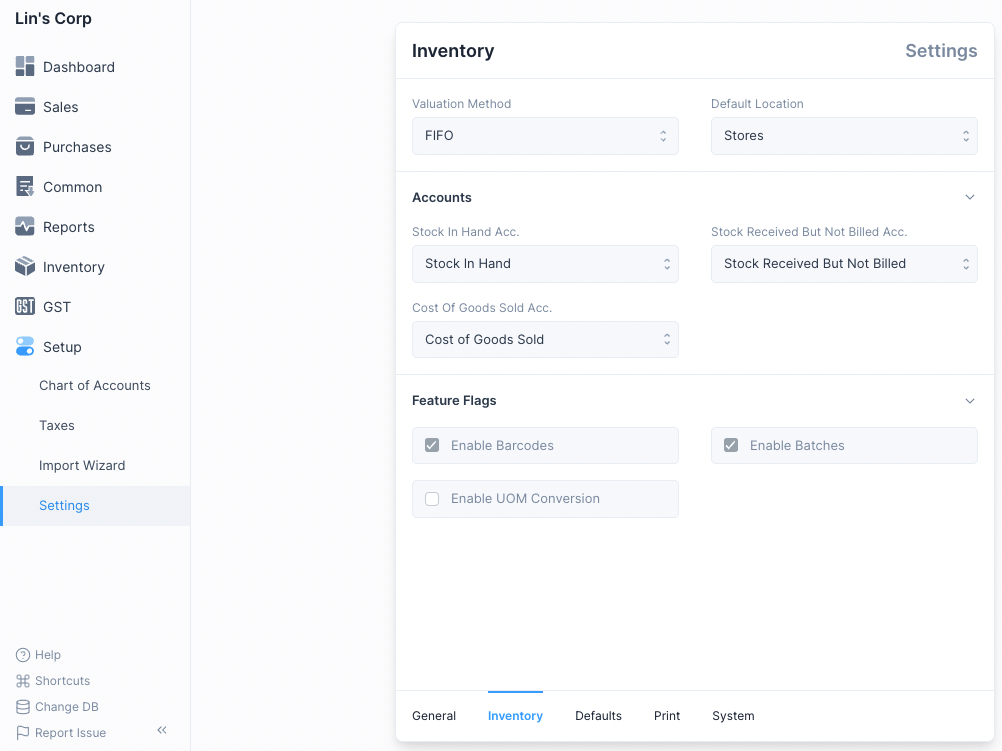 Lin's Corp
Dashboard
Sales
Purchases
Common
Reports
Inventory
GST GST
Setup
Chart of Accounts
Taxes
Import Wizard
Settings
Help
Shortcuts
Change DB
Report Issue
Inventory Settings
Valuation Method Default Location
FIFO Stores
Accounts
Stock In Hand Acc. Stock Received But Not Billed Acc.
Stock In Hand Stock Received But Not Billed
Cost Of Goods Sold Acc.
Cost of Goods Sold
Feature Flags
Enable Barcodes Enable Batches
Enable UOM Conversion
General Inventory Defaults Print System